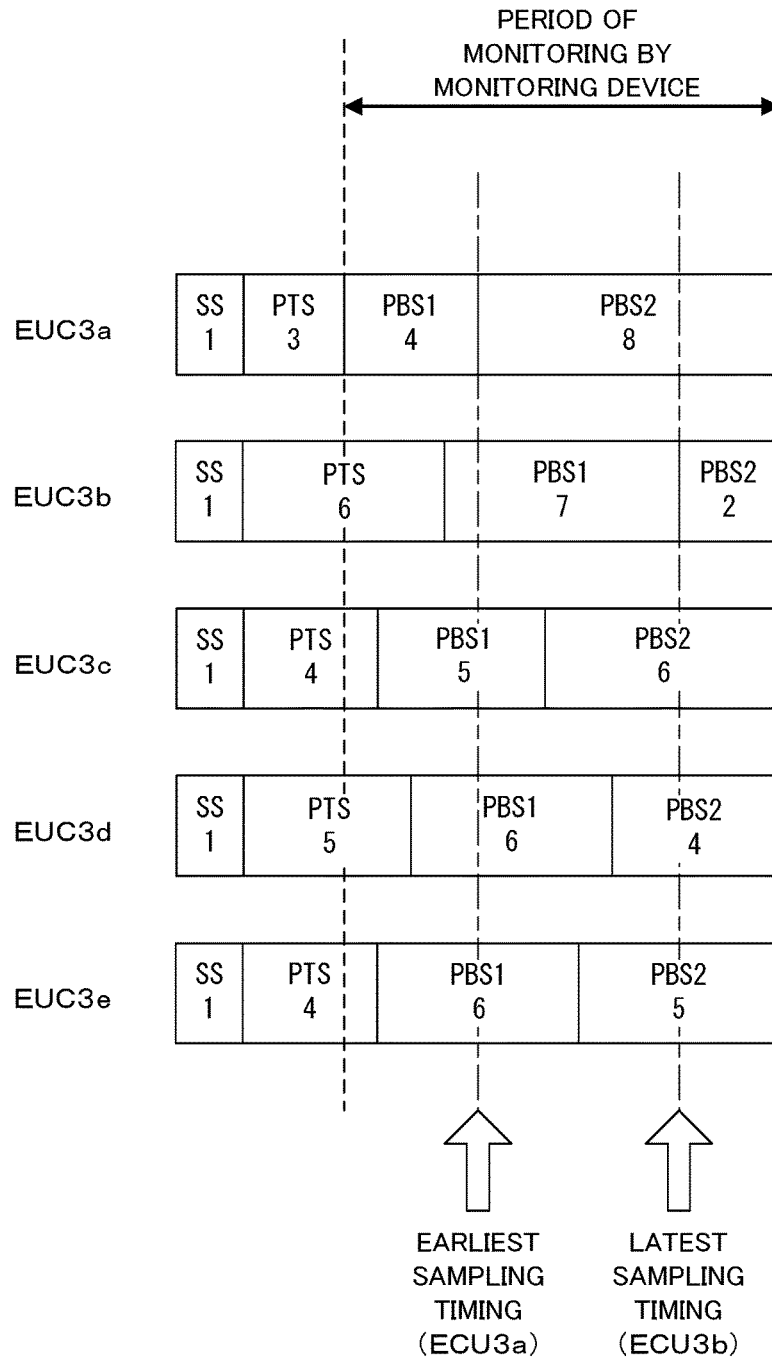 PERIOD OF
MONITORING BY
MONITORING DEVICE
EUC3a
SS
1
PTS
3
PBS1
4
PBS2
8
EUC3b
SS
1
PTS
6
PBS1
7
PBS2
2
EUC3c
SS
1
PTS
4
PBS1
5
PBS2
6
EUC3d
SS
1
PTS
5
PBS1
6
PBS2
4
EUC3e
SS
1
PTS
4
PBS1
6
PBS2
5
EARLIEST
SAMPLING
TIMING
(ECU3a)
LATEST
SAMPLING
TIMING
(ECU3b)